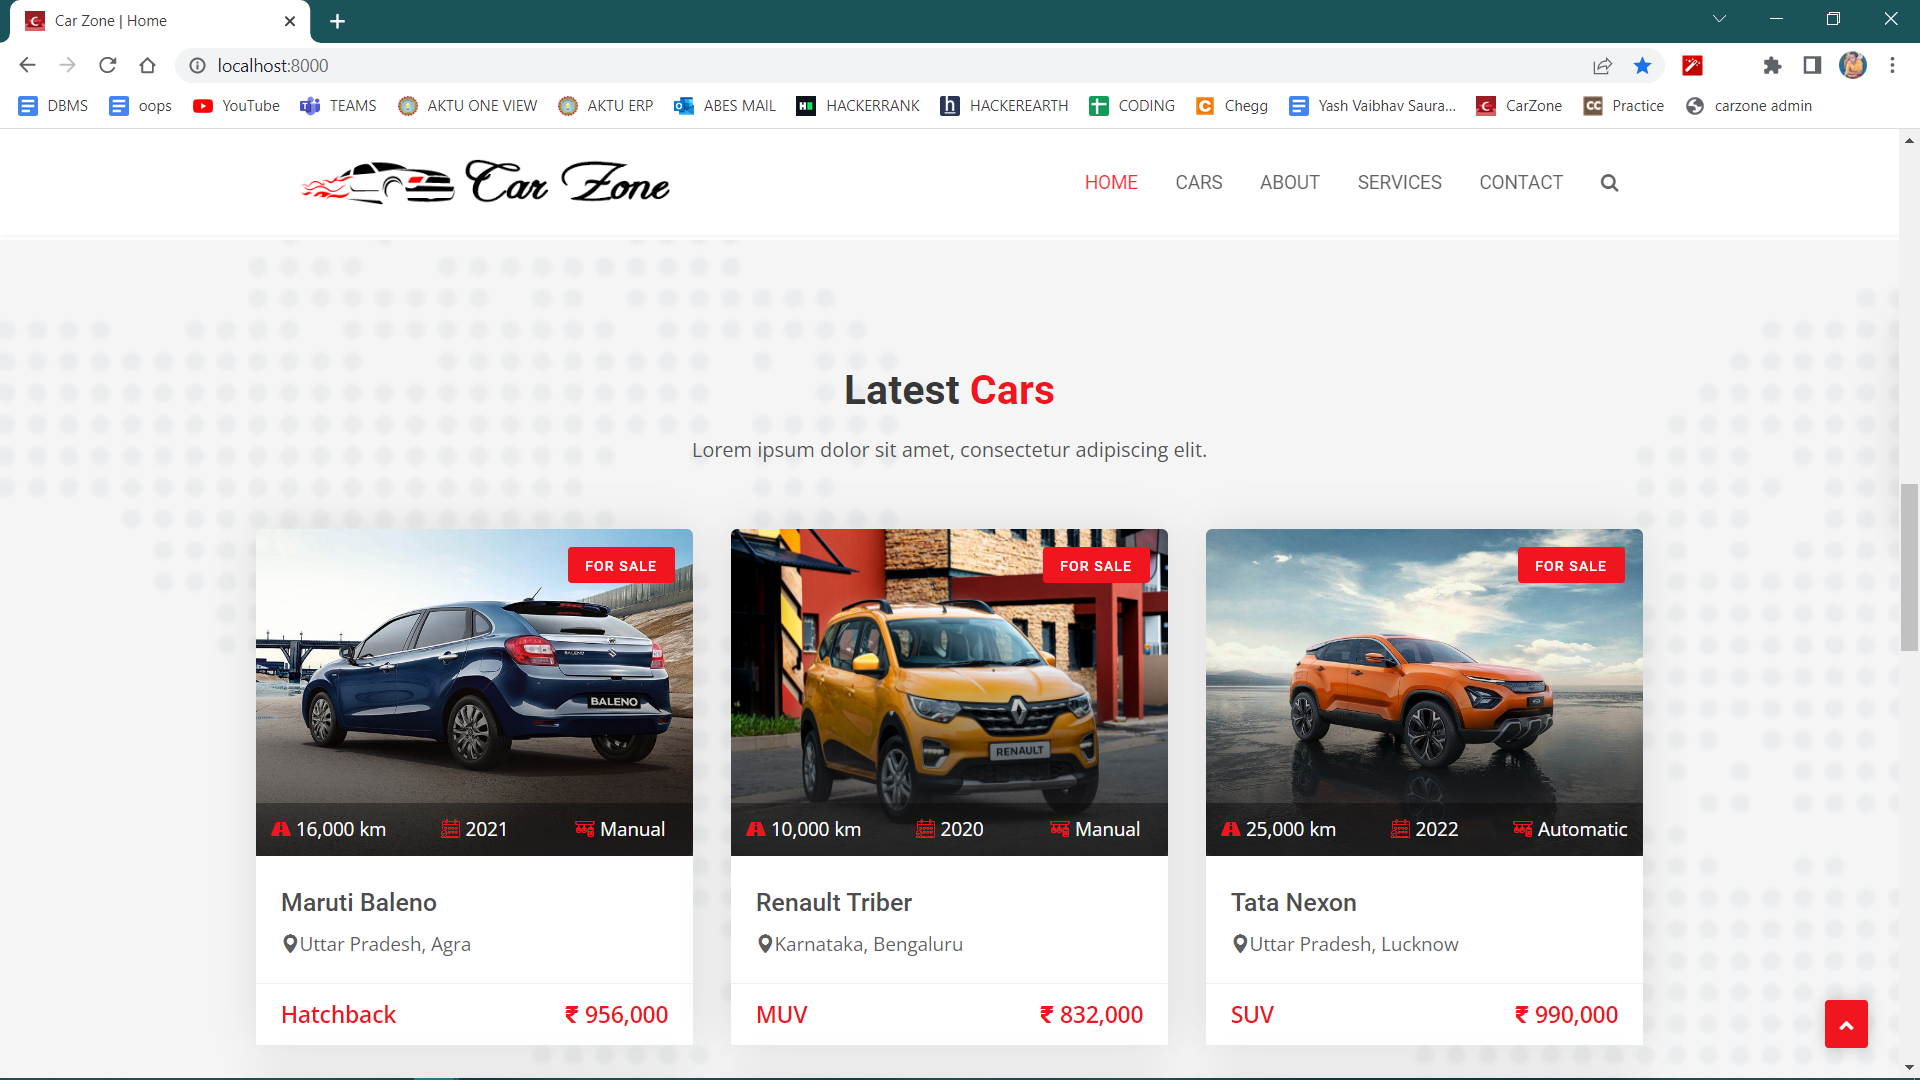 Car Zone | Home
localhost:8000
DBMS oops YouTube TEAMS AKTU ONE VIEW AKTU ERP ABES MAIL HACKERRANK HACKEREARTH CODING Chegg Yash Vaibhav Saura... CarZone Practice carzone admin
Car Zone
HOME CARS ABOUT SERVICES CONTACT
Latest Cars
Lorem ipsum dolor sit amet, consectetur adipiscing elit.
FOR SALE FOR SALE FOR SALE
BALENO
BALENO
RENAULT
16,000 km 2021 Manual
10,000 km 2020 Manual
25,000 km 2022 Automatic
Maruti Baleno
Uttar Pradesh, Agra
Hatchback ₹ 956,000
Renault Triber
Karnataka, Bengaluru
MUV ₹ 832,000
Tata Nexon
Uttar Pradesh, Lucknow
SUV ₹ 990,000